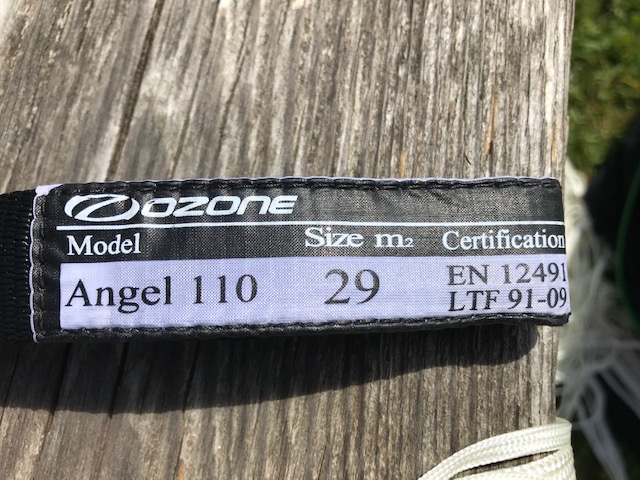 OZONE
Model Size m2 Certification
Angel 110 29 EN 12491
LTF 91-09